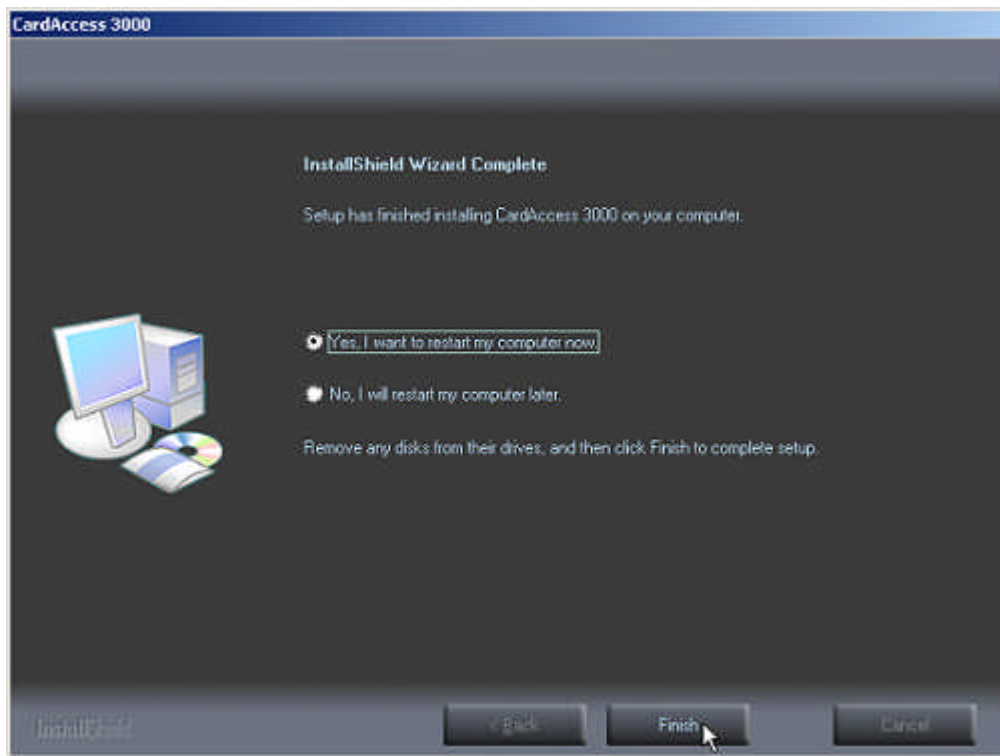 CardAccess 3000
InstallShield Wizard Complete
Setup has finished installing CardAccess 3000 on your computer.
Yes, I want to restart my computer now.
No, I will restart my computer later.
Remove any disks from their drives, and then click Finish to complete setup.
InstallShield
< Back
Finish
Cancel